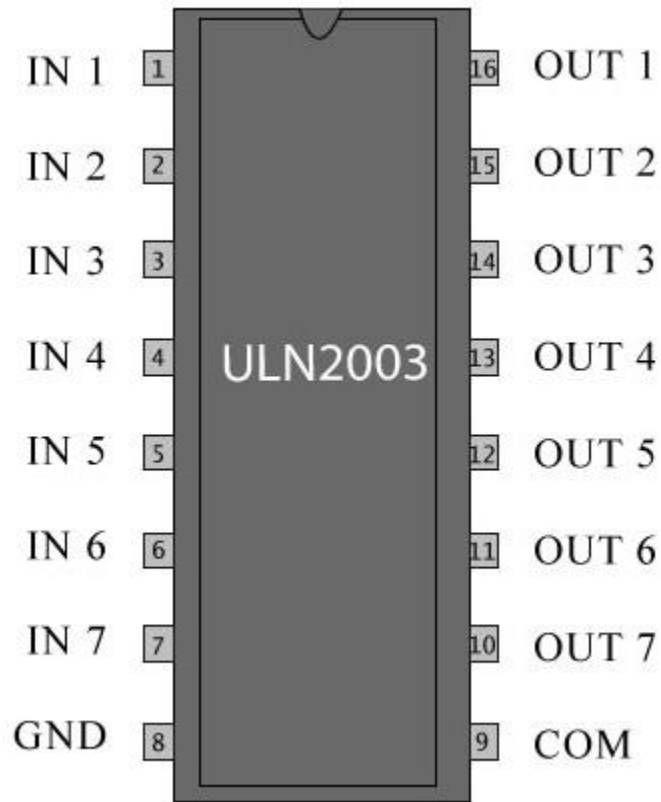 IN 1 1 16 OUT 1
IN 2 2 15 OUT 2
IN 3 3 14 OUT 3
IN 4 4 ULN2003 13 OUT 4
IN 5 5 12 OUT 5
IN 6 6 11 OUT 6
IN 7 7 10 OUT 7
GND 8 9 COM